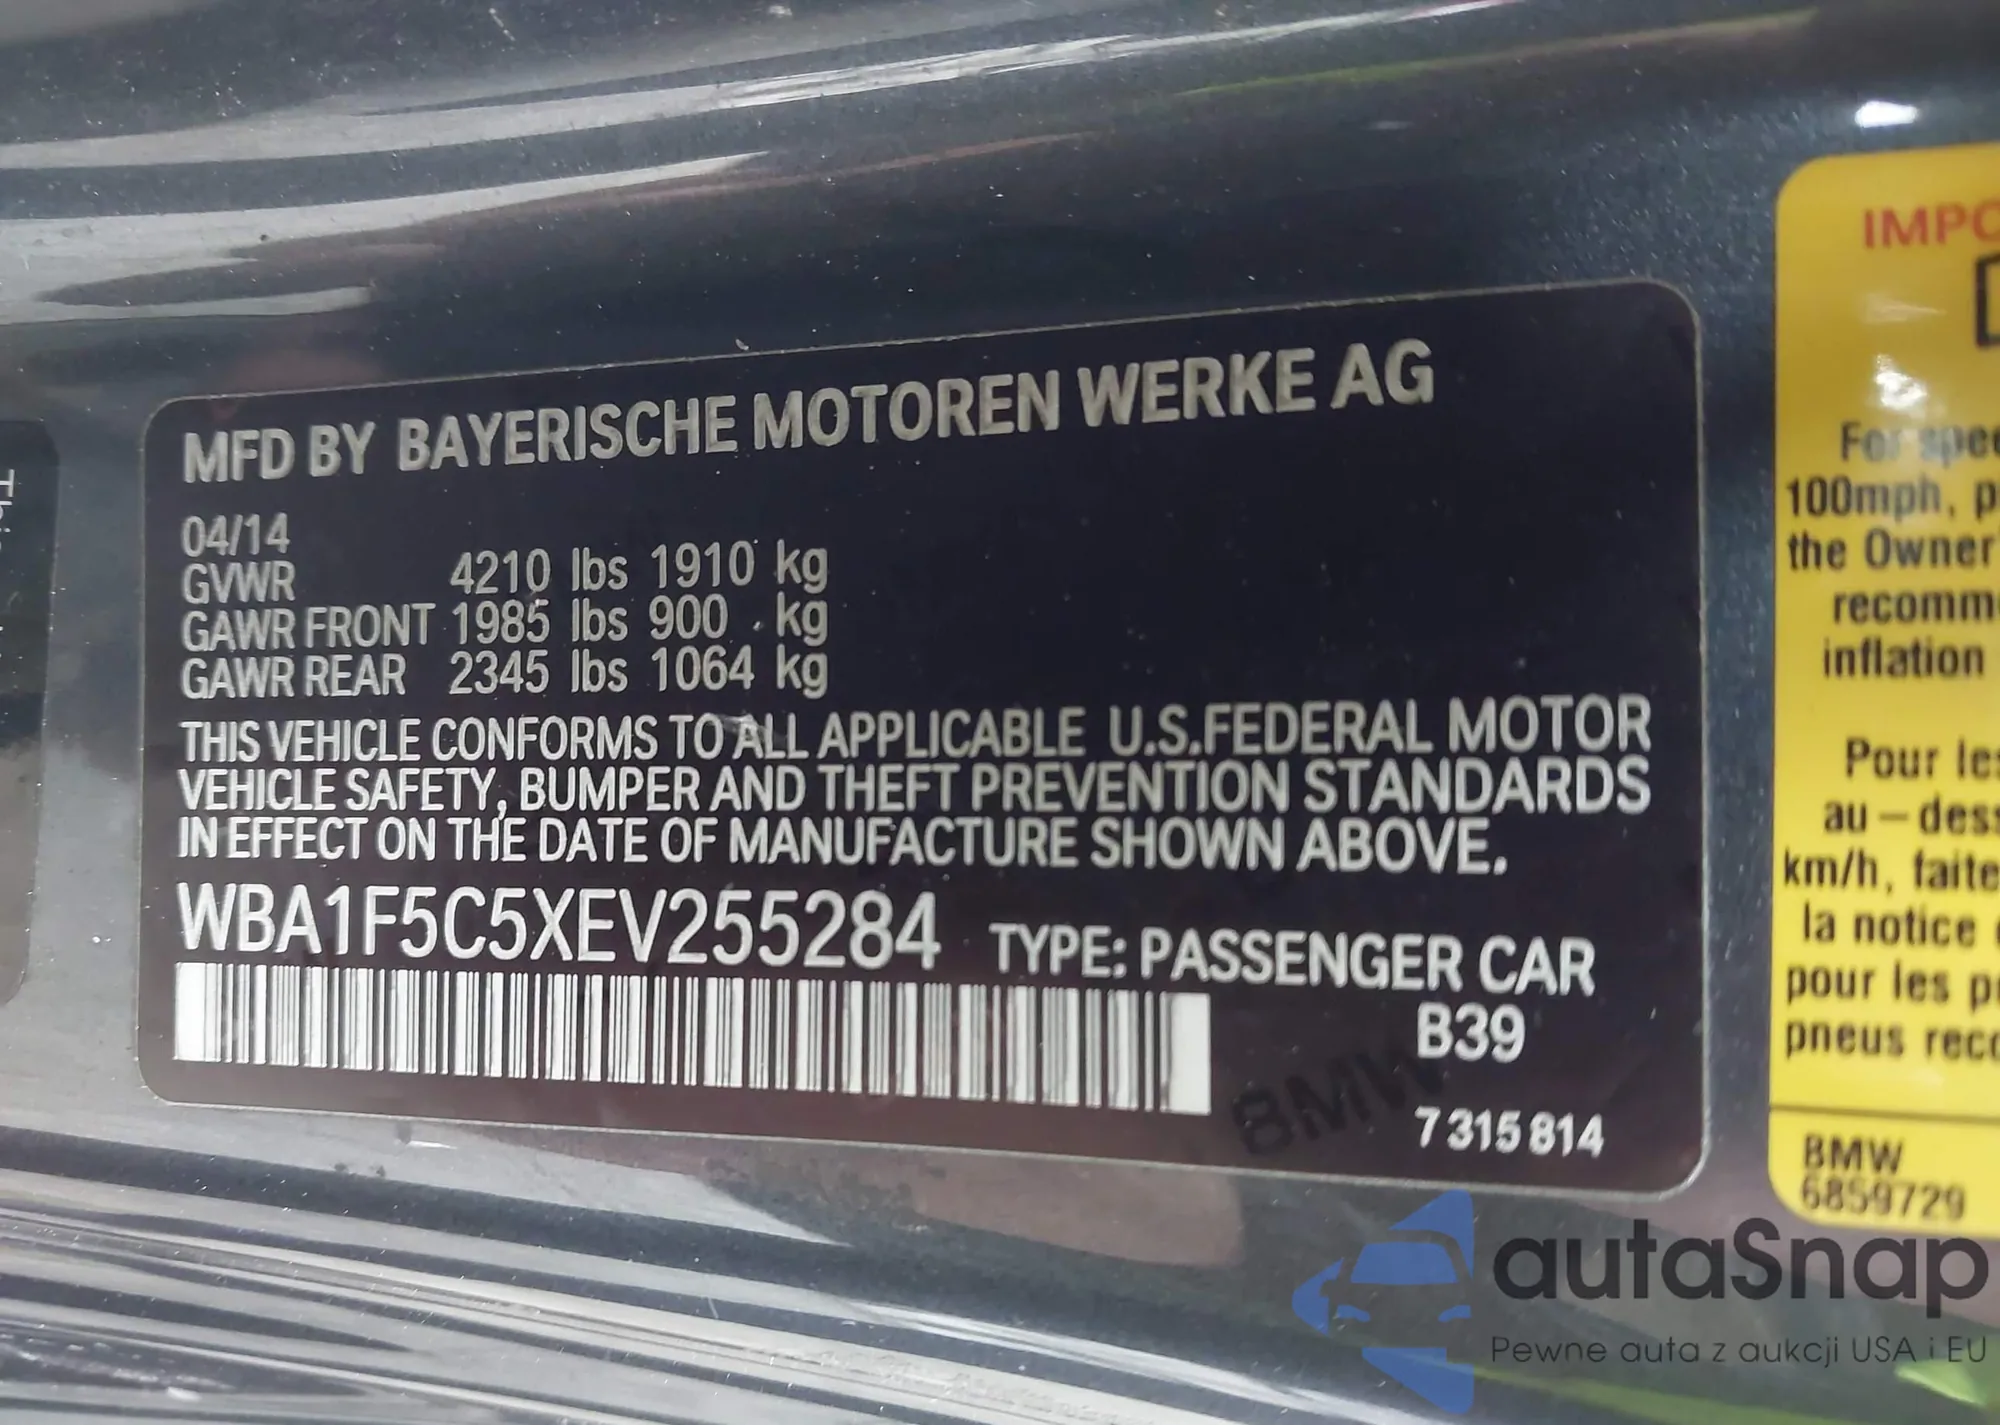 MFD BY BAYERISCHE MOTOREN WERKE AG
04/14
GVWR 4210 lbs 1910 kg
GAWR FRONT 1985 lbs 900 kg
GAWR REAR 2345 lbs 1064 kg
THIS VEHICLE CONFORMS TO ALL APPLICABLE U.S.FEDERAL MOTOR
VEHICLE SAFETY, BUMPER AND THEFT PREVENTION STANDARDS
IN EFFECT ON THE DATE OF MANUFACTURE SHOWN ABOVE.
WBA1F5C5XEV255284 TYPE: PASSENGER CAR
B39
BMW
7 315 814
IMPO
For spee
100mph, p
the Owner'
recomm
inflation
Pour les
au-dess
km/h, faite
la notice
pour les p
pneus reco
BMW
6859729
autaSnap
Pewne auta z aukcji USA i EU